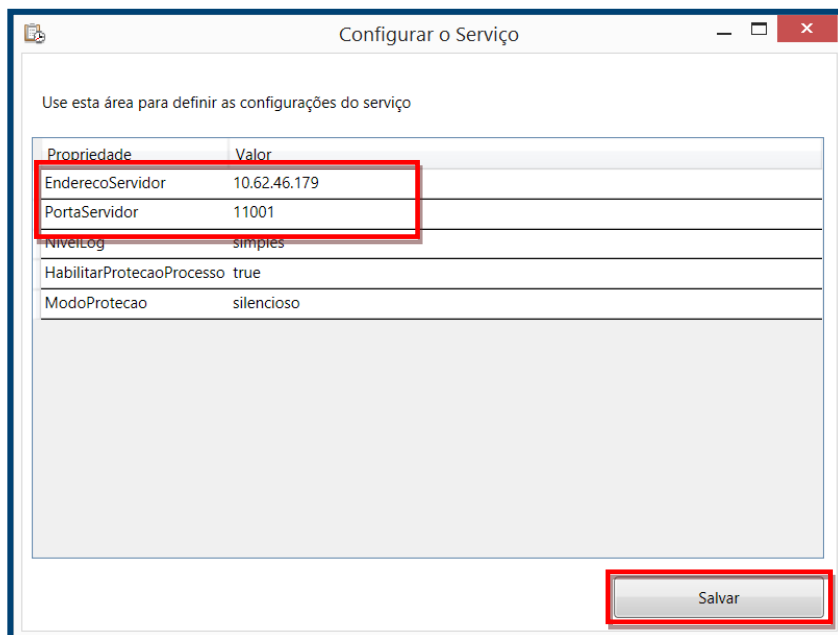 Configurar o Serviço
Use esta área para definir as configurações do serviço
Propriedade Valor
EnderecoServidor 10.62.46.179
PortaServidor 11001
NivelLog simples
HabilitarProtecaoProcesso true
ModoProtecao silencioso
Salvar